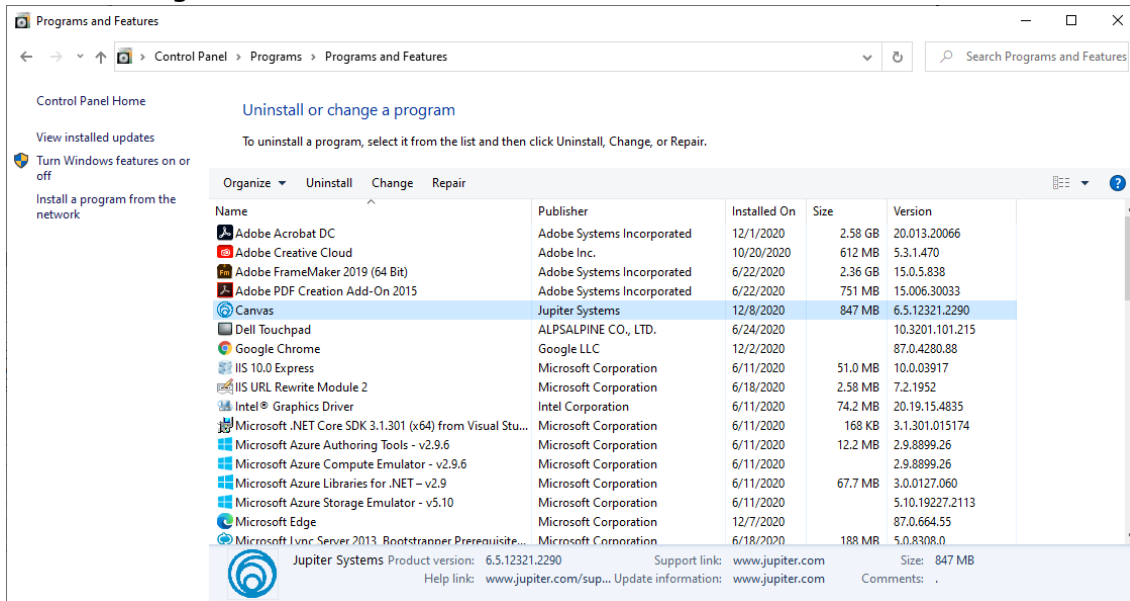 Programs and Features
Control Panel > Programs > Programs and Features
Search Programs and Features
Control Panel Home
View installed updates
Turn Windows features on or
off
Install a program from the
network
Uninstall or change a program
To uninstall a program, select it from the list and then click Uninstall, Change, or Repair.
Organize Uninstall Change Repair
Name Publisher Installed On Size Version
Adobe Acrobat DC Adobe Systems Incorporated 12/1/2020 2.58 GB 20.013.20066
Adobe Creative Cloud Adobe Inc. 10/20/2020 612 MB 5.3.1.470
Adobe FrameMaker 2019 (64 Bit) Adobe Systems Incorporated 6/22/2020 2.36 GB 15.0.5.838
Adobe PDF Creation Add-On 2015 Adobe Systems Incorporated 6/22/2020 751 MB 15.006.30033
Canvas Jupiter Systems 12/8/2020 847 MB 6.5.12321.2290
Dell Touchpad ALPSALPINE CO., LTD. 6/24/2020 10.3201.101.215
Google Chrome Google LLC 12/2/2020 87.0.4280.88
IIS 10.0 Express Microsoft Corporation 6/11/2020 51.0 MB 10.0.03917
IIS URL Rewrite Module 2 Microsoft Corporation 6/18/2020 2.58 MB 7.2.1952
Intel® Graphics Driver Intel Corporation 6/11/2020 74.2 MB 20.19.15.4835
Microsoft .NET Core SDK 3.1.301 (x64) from Visual Stu... Microsoft Corporation 6/11/2020 168 KB 3.1.301.015174
Microsoft Azure Authoring Tools - v2.9.6 Microsoft Corporation 6/11/2020 12.2 MB 2.9.8899.26
Microsoft Azure Compute Emulator - v2.9.6 Microsoft Corporation 6/11/2020 2.9.8899.26
Microsoft Azure Libraries for .NET – v2.9 Microsoft Corporation 6/11/2020 67.7 MB 3.0.0127.060
Microsoft Azure Storage Emulator - v5.10 Microsoft Corporation 6/11/2020 5.10.19227.2113
Microsoft Edge Microsoft Corporation 12/7/2020 87.0.664.55
Microsoft Lync Server 2013, Bootstrapper Prerequisite... Microsoft Corporation 6/18/2020 188 MB 5.0.8308.0
Jupiter Systems Product version: 6.5.12321.2290 Support link: www.jupiter.com Size: 847 MB
Help link: www.jupiter.com/sup... Update information: www.jupiter.com Comments: .